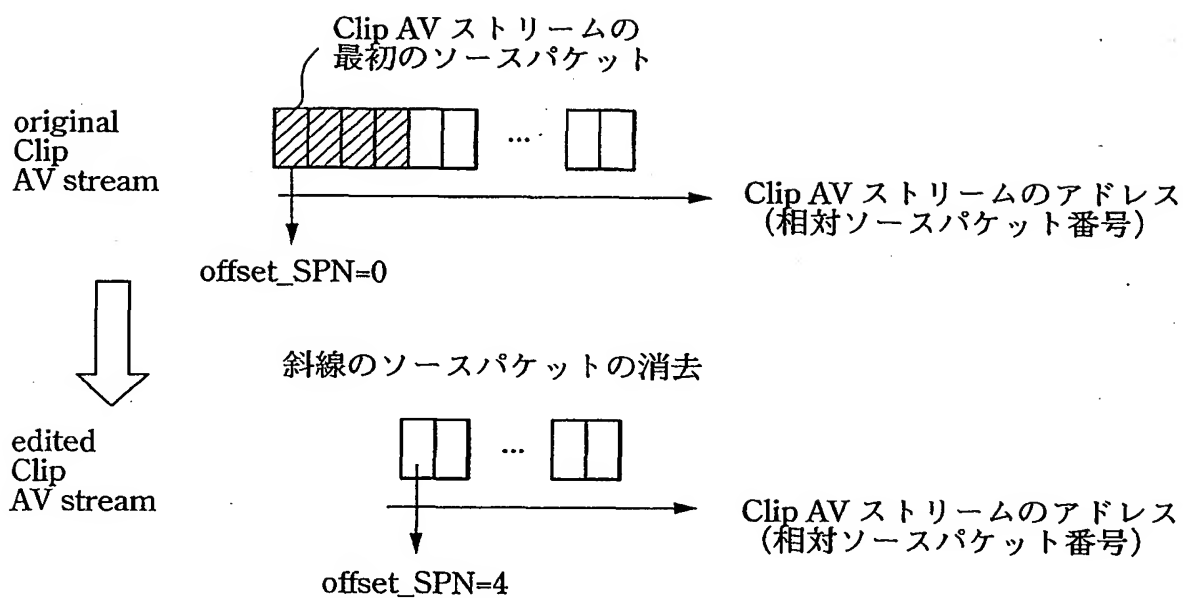 Clip AV ストリームの
最初のソースパケット
original
Clip
AV stream
...
Clip AV ストリームのアドレス
(相対ソースパケット番号)
offset_SPN=0
斜線のソースパケットの消去
edited
Clip
AV stream
...
Clip AV ストリームのアドレス
(相対ソースパケット番号)
offset_SPN=4